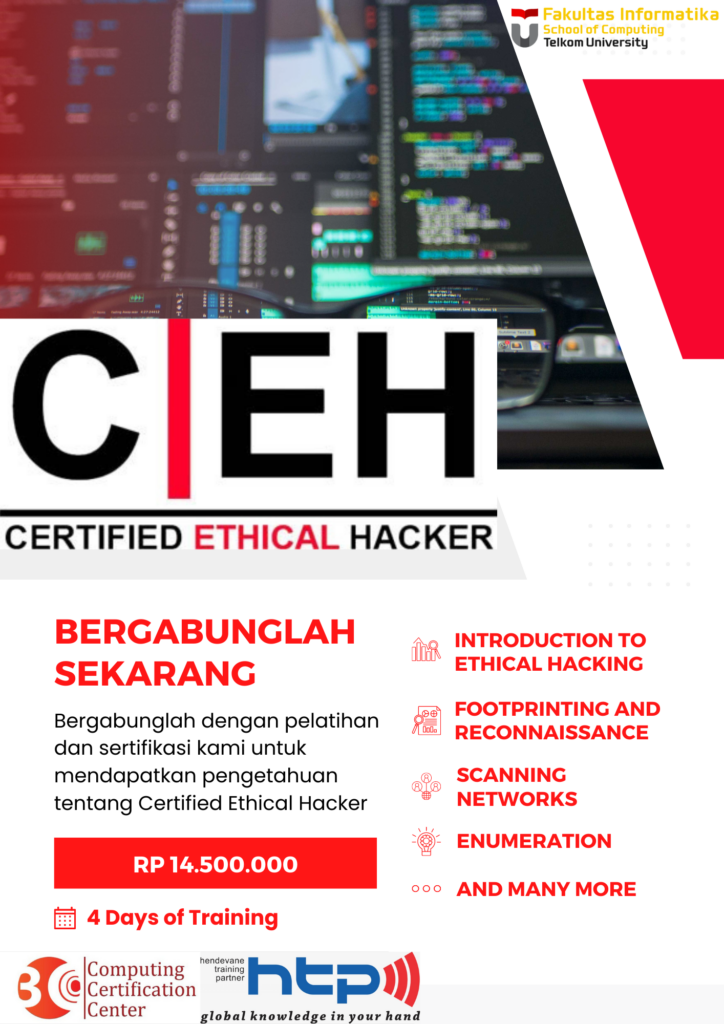 Fakultas Informatika
School of Computing
Telkom University
C|EH
CERTIFIED ETHICAL HACKER
BERGABUNGLAH
SEKARANG
Bergabunglah dengan pelatihan
dan sertifikasi kami untuk
mendapatkan pengetahuan
tentang Certified Ethical Hacker
RP 14.500.000
4 Days of Training
INTRODUCTION TO
ETHICAL HACKING
FOOTPRINTING AND
RECONNAISSANCE
SCANNING
NETWORKS
ENUMERATION
AND MANY MORE
3C
Computing
Certification
Center
hendevane
training
partner
htp
global knowledge in your hand